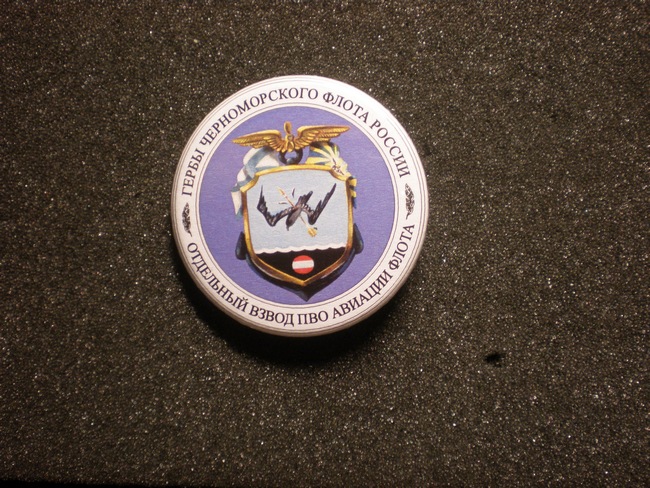 ГЕРБЫ ЧЕРНОМОРСКОГО ФЛОТА РОССИИ
ОТДЕЛЬНЫЙ ВЗВОД ПВО АВИАЦИИ ФЛОТА